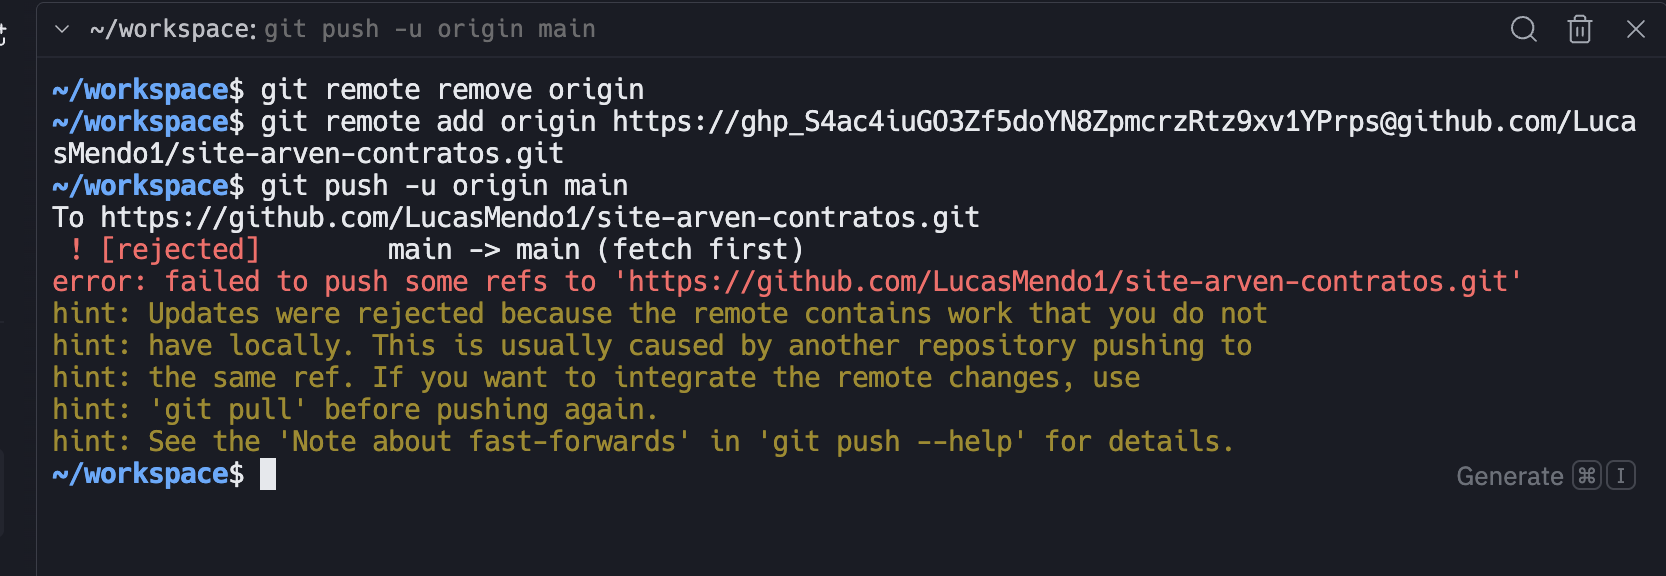 ~/workspace: git push -u origin main
~/workspace$ git remote remove origin
~/workspace$ git remote add origin https://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@github.com/Luca
sMendo1/site-arven-contratos.git
~/workspace$ git push -u origin main
To https://github.com/LucasMendo1/site-arven-contratos.git
 ! [rejected]        main -> main (fetch first)
error: failed to push some refs to 'https://github.com/LucasMendo1/site-arven-contratos.git'
hint: Updates were rejected because the remote contains work that you do not
hint: have locally. This is usually caused by another repository pushing to
hint: the same ref. If you want to integrate the remote changes, use
hint: 'git pull' before pushing again.
hint: See the 'Note about fast-forwards' in 'git push --help' for details.
~/workspace$
Generate ⌘ I